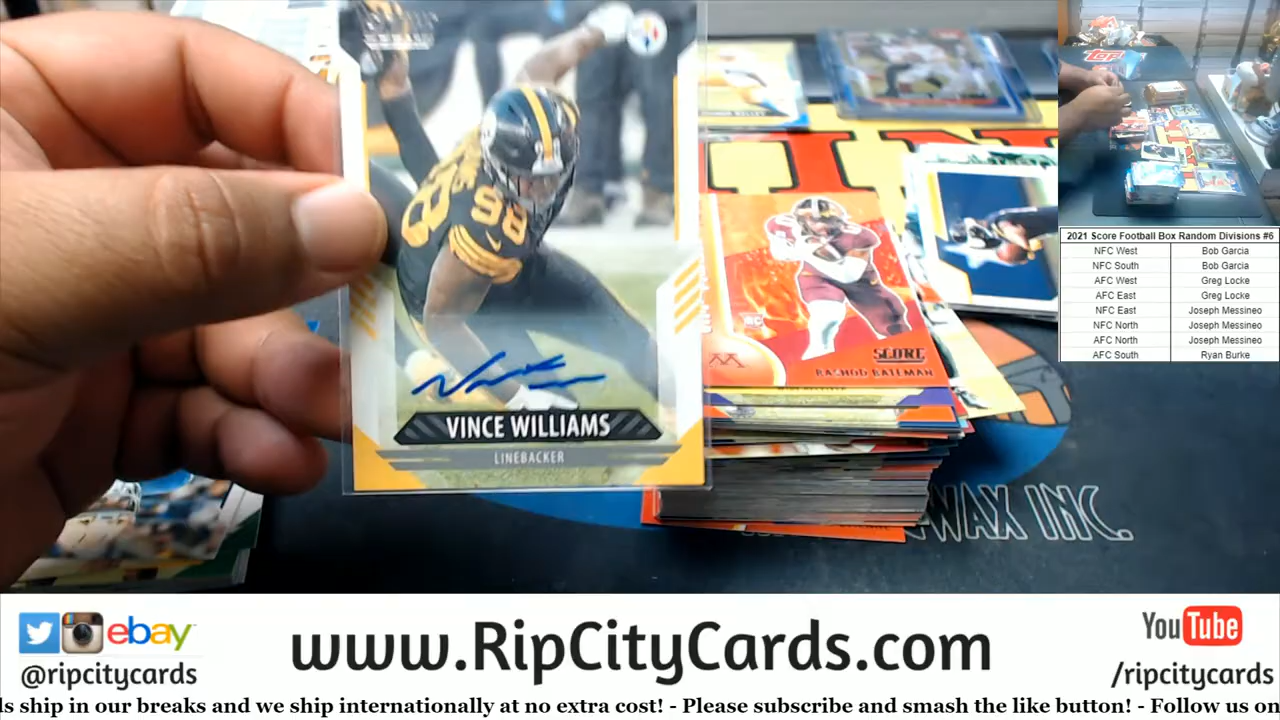 98
98
VINCE WILLIAMS
LINEBACKER
RC
SCORE
RASHOD BATEMAN
WAX INC.
TOPPS
2021 Score Football Box Random Divisions #6
NFC West Bob Garcia
NFC South Bob Garcia
AFC West Greg Locke
AFC East Greg Locke
NFC East Joseph Messineo
NFC North Joseph Messineo
AFC North Joseph Messineo
AFC South Ryan Burke
ebay
@ripcitycards
www.RipCityCards.com
YouTube
/ripcitycards
ls ship in our breaks and we ship internationally at no extra cost! - Please subscribe and smash the like button! - Follow us on